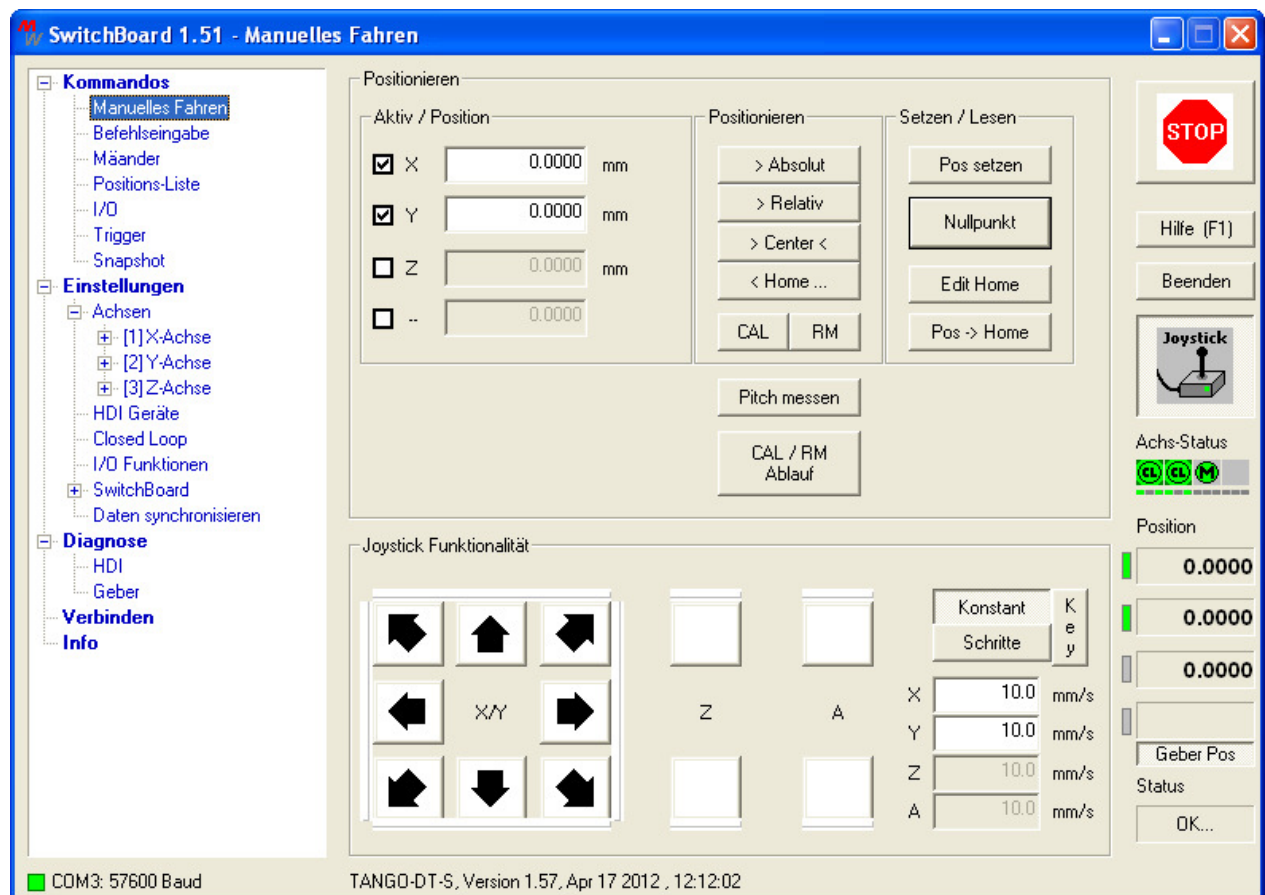 SwitchBoard 1.51 - Manuelles Fahren
Kommandos
Manuelles Fahren
Befehlseingabe
Mäander
Positions-Liste
I/O
Trigger
Snapshot
Einstellungen
Achsen
[1] X-Achse
[2] Y-Achse
[3] Z-Achse
HDI Geräte
Closed Loop
I/O Funktionen
SwitchBoard
Daten synchronisieren
Diagnose
HDI
Geber
Verbinden
Info
Positionieren
Aktiv / Position
X 0.0000 mm
Y 0.0000 mm
Z 0.0000 mm
-- 0.0000
Positionieren
> Absolut
> Relativ
> Center <
< Home ...
CAL RM
Setzen / Lesen
Pos setzen
Nullpunkt
Edit Home
Pos -> Home
Pitch messen
CAL / RM
Ablauf
Joystick Funktionalität
X/Y
Z
A
Konstant
Schritte
Key
X 10.0 mm/s
Y 10.0 mm/s
Z 10.0 mm/s
A 10.0 mm/s
STOP
Hilfe (F1)
Beenden
Joystick
Achs-Status
CL CL M
Position
0.0000
0.0000
0.0000
Geber Pos
Status
OK...
COM3: 57600 Baud
TANGO-DT-S, Version 1.57, Apr 17 2012 , 12:12:02